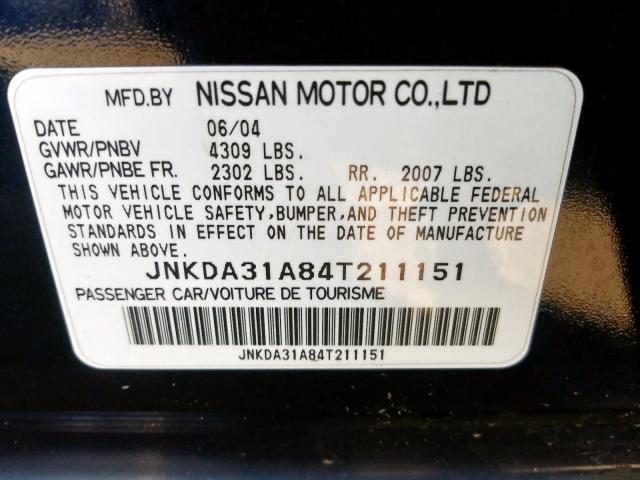 MFD.BY NISSAN MOTOR CO.,LTD
DATE 06/04
GVWR/PNBV 4309 LBS.
GAWR/PNBE FR. 2302 LBS. RR. 2007 LBS.
THIS VEHICLE CONFORMS TO ALL APPLICABLE FEDERAL
MOTOR VEHICLE SAFETY,BUMPER,AND THEFT PREVENTION
STANDARDS IN EFFECT ON THE DATE OF MANUFACTURE
SHOWN ABOVE.
JNKDA31A84T211151
PASSENGER CAR/VOITURE DE TOURISME
JNKDA31A84T211151